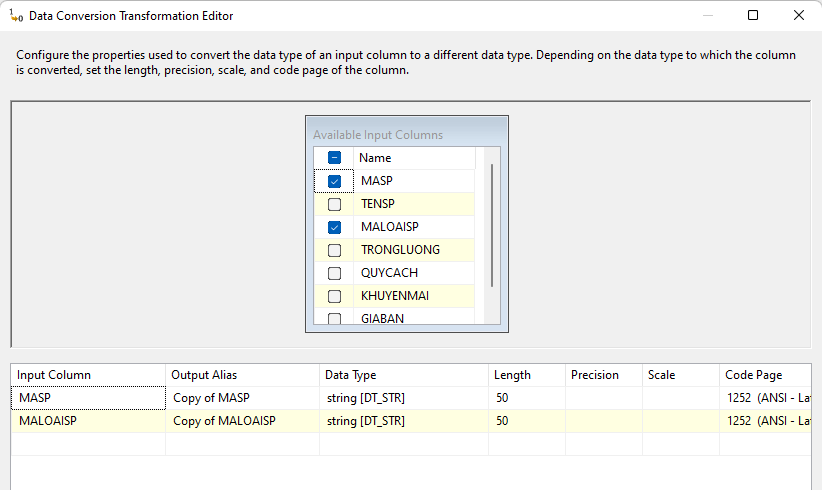 Data Conversion Transformation Editor
Configure the properties used to convert the data type of an input column to a different data type. Depending on the data type to which the column
is converted, set the length, precision, scale, and code page of the column.
Available Input Columns
Name
MASP
TENSP
MALOAISP
TRONGLUONG
QUYCACH
KHUYENMAI
GIABAN
Input Column Output Alias Data Type Length Precision Scale Code Page
MASP Copy of MASP string [DT_STR] 50 1252 (ANSI - La
MALOAISP Copy of MALOAISP string [DT_STR] 50 1252 (ANSI - La